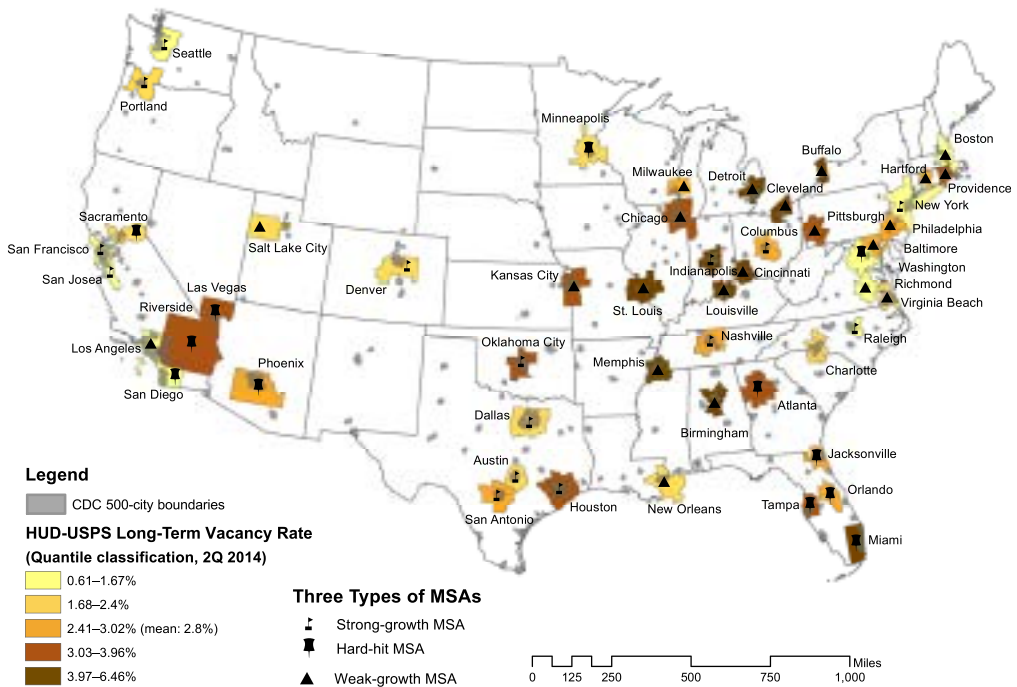 Seattle
Portland
Minneapolis
Boston
Buffalo
Milwaukee
Detroit
Hartford
Cleveland
Providence
New York
Sacramento
Chicago
Pittsburgh
Columbus
Philadelphia
San Francisco
Salt Lake City
Baltimore
Indianapolis
Cincinnati
Washington
San Josea
Kansas City
Richmond
Las Vegas
Denver
Virginia Beach
Riverside
St. Louis
Louisville
Oklahoma City
Nashville
Raleigh
Los Angeles
Phoenix
Memphis
Charlotte
San Diego
Atlanta
Dallas
Birmingham
Austin
Jacksonville
Orlando
Tampa
San Antonio
Houston
New Orleans
Miami
Legend
CDC 500-city boundaries
HUD-USPS Long-Term Vacancy Rate
(Quantile classification, 2Q 2014)
0.61–1.67%
1.68–2.4%
2.41–3.02% (mean: 2.8%)
3.03–3.96%
3.97–6.46%
Three Types of MSAs
Strong-growth MSA
Hard-hit MSA
Weak-growth MSA
Miles
0 125 250 500 750 1,000